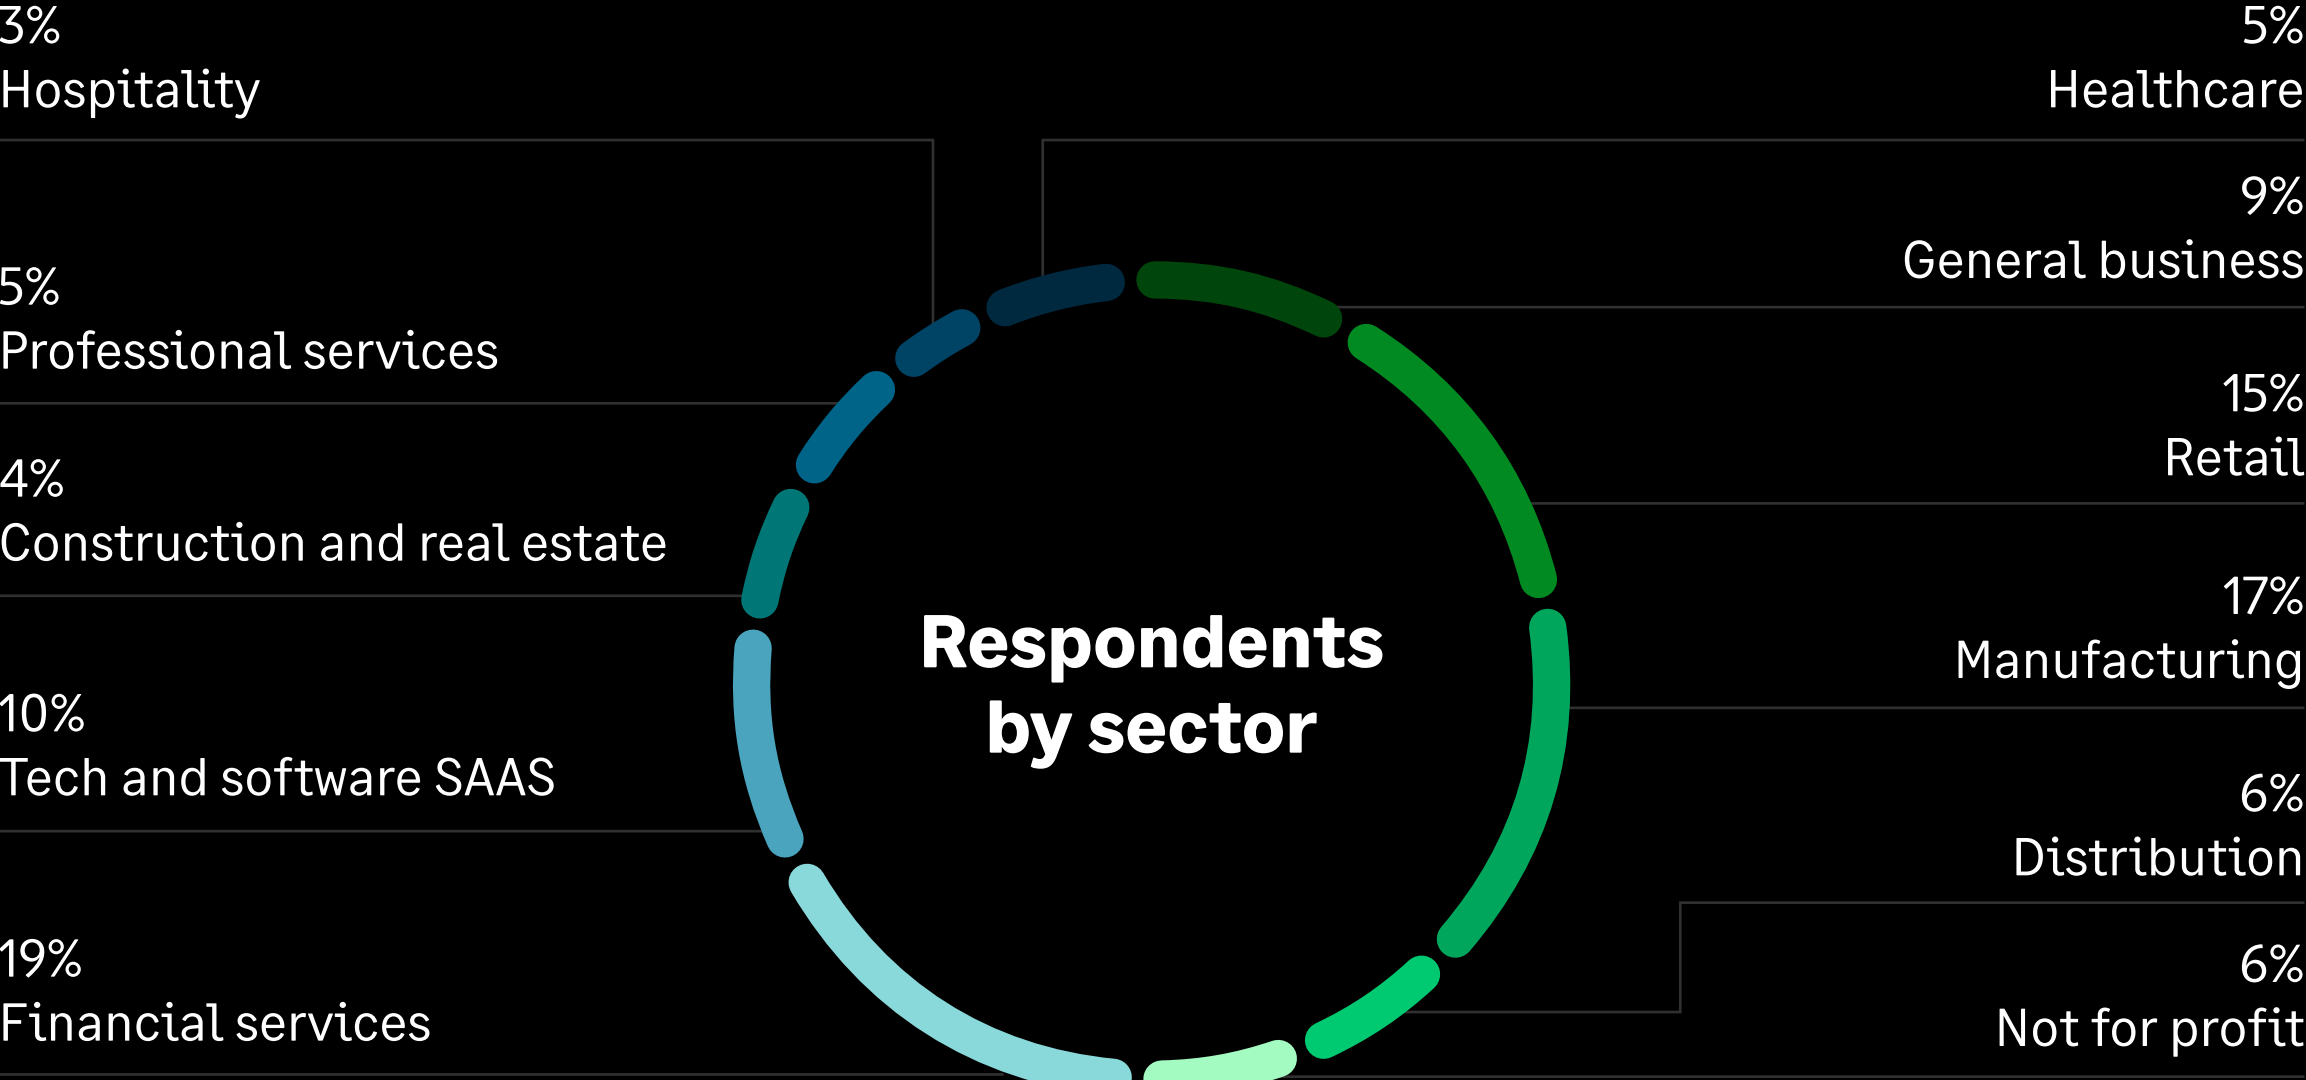 3%
Hospitality
5%
Professional services
4%
Construction and real estate
10%
Tech and software SAAS
19%
Financial services
Respondents
by sector
5%
Healthcare
9%
General business
15%
Retail
17%
Manufacturing
6%
Distribution
6%
Not for profit